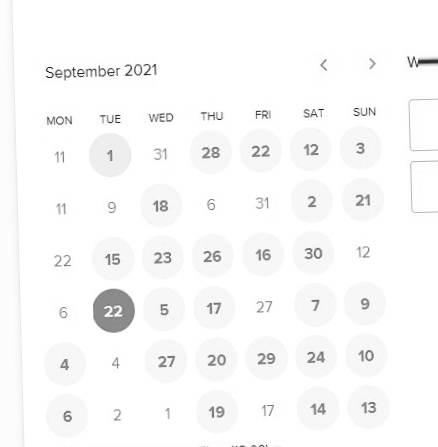 September 2021 < >
MON TUE WED THU FRI SAT SUN
11 1 31 28 22 12 3
11 9 18 6 31 2 21
22 15 23 26 16 30 12
6 22 5 17 27 7 9
4 4 27 20 29 24 10
6 2 1 19 17 14 13